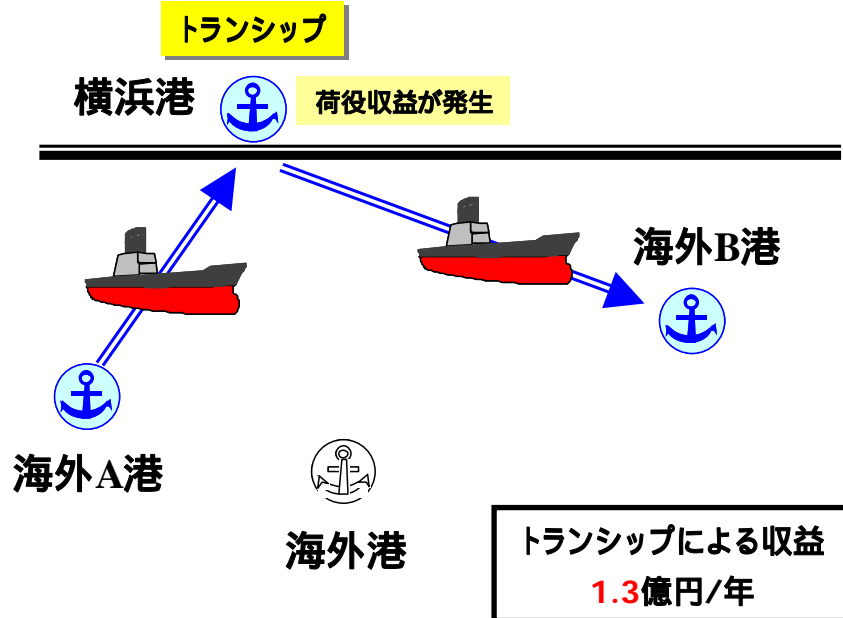 トランシップ
横浜港
荷役収益が発生
海外B港
海外A港
海外港
トランシップによる収益
1.3億円/年